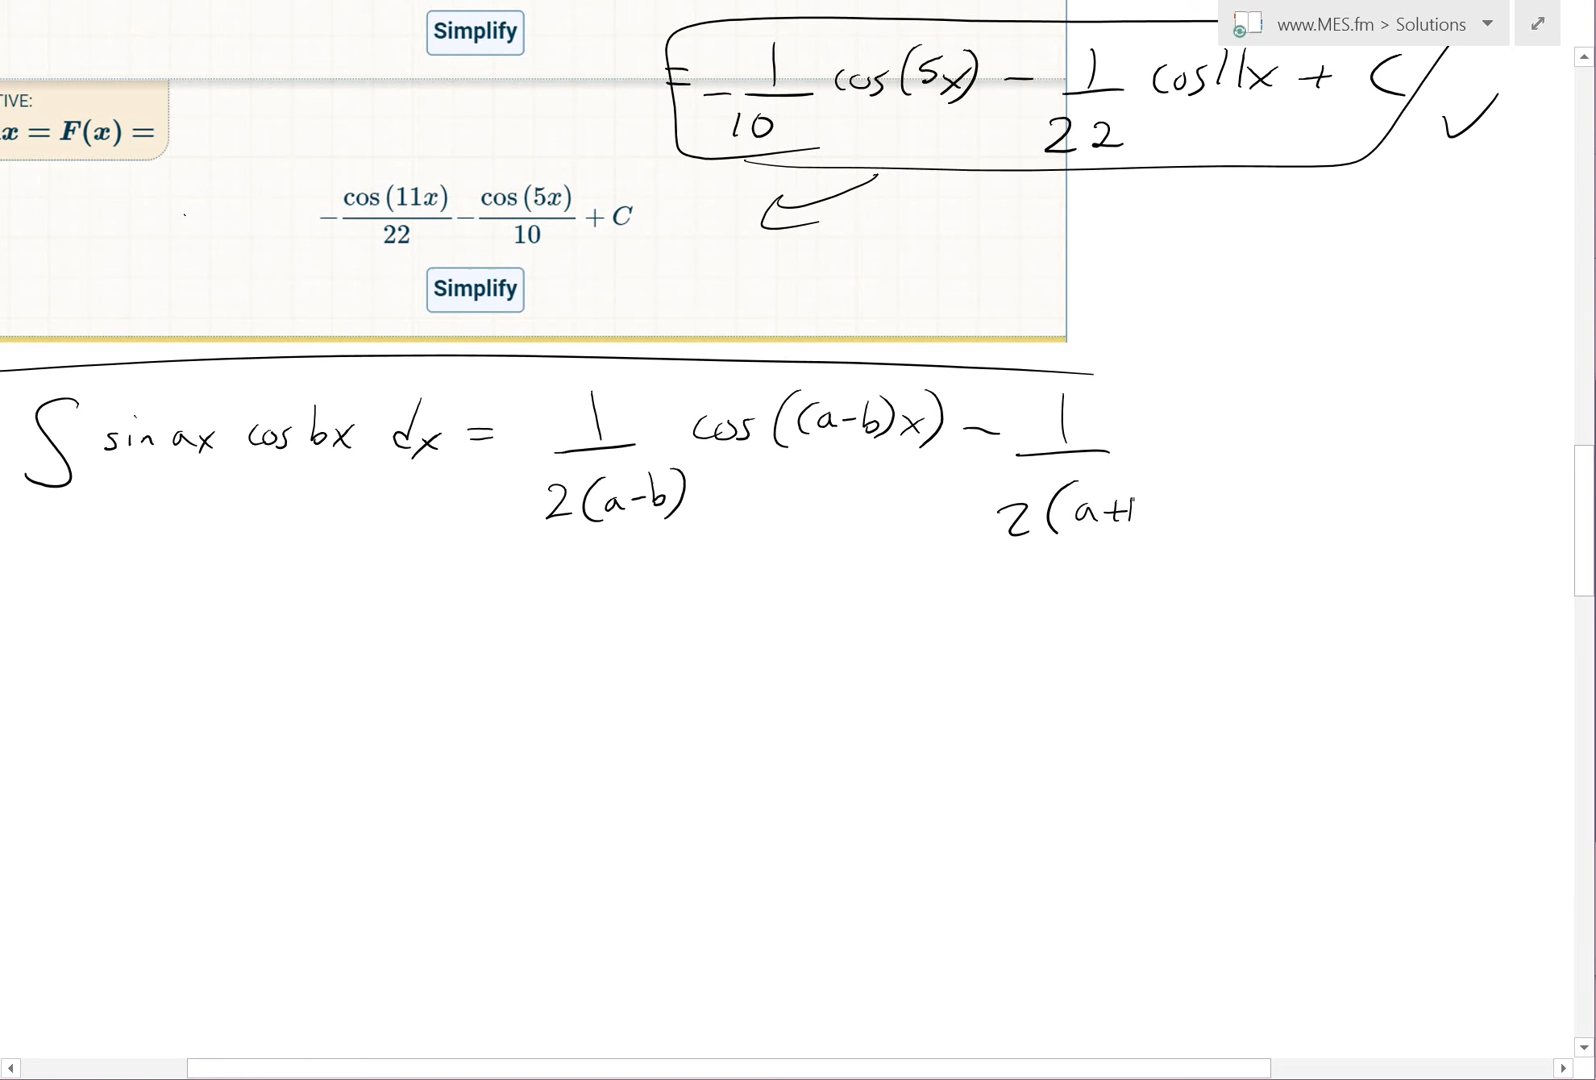 Simplify
www.MES.fm > Solutions
= -1/10 cos(5x) - 1/22 cos11x + C
TIVE:
x = F(x) =
-cos(11x)/22 - cos(5x)/10 + C
Simplify
∫ sin ax cos bx dx = 1/2(a-b) cos((a-b)x) - 1/2(a+